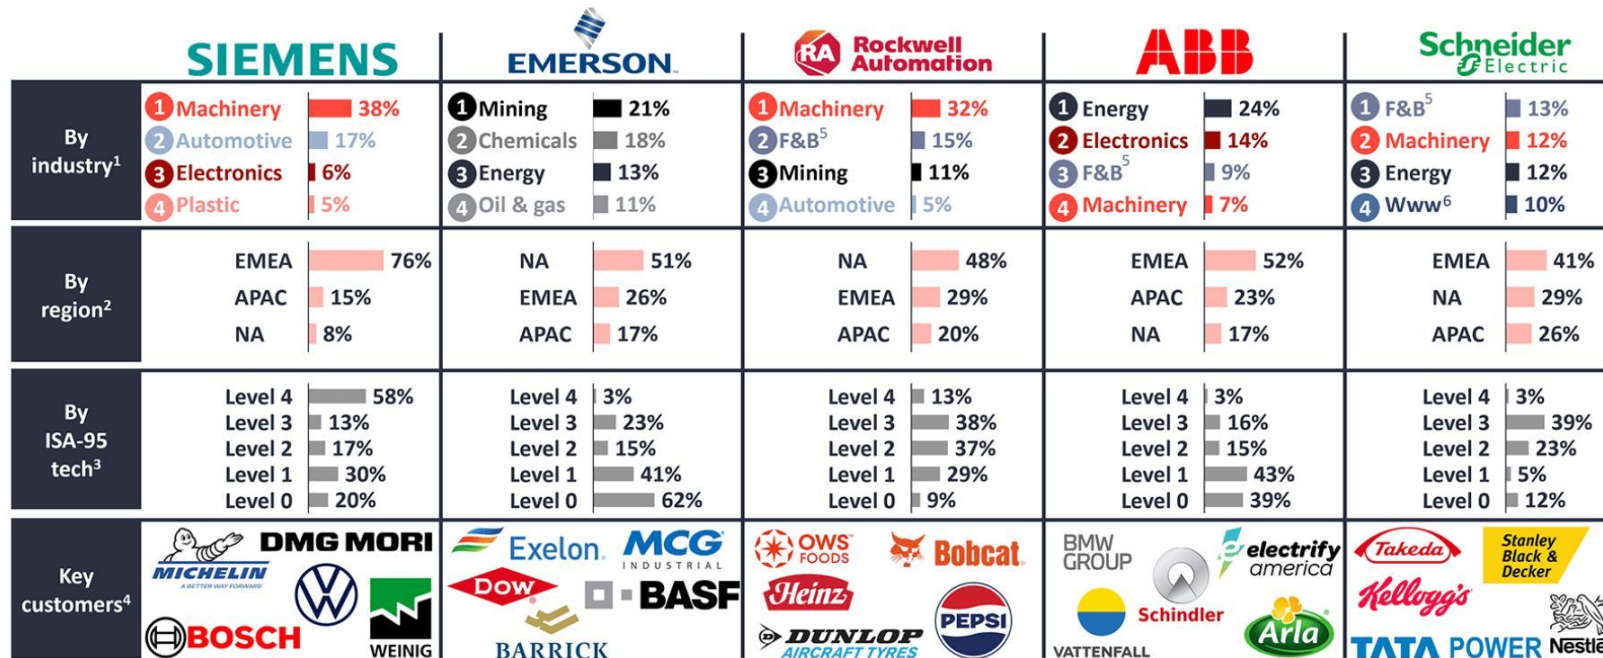 SIEMENS
EMERSON™
RA Rockwell Automation
ABB
Schneider Electric
By industry¹
1 Machinery 38%
2 Automotive 17%
3 Electronics 6%
4 Plastic 5%
1 Mining 21%
2 Chemicals 18%
3 Energy 13%
4 Oil & gas 11%
1 Machinery 32%
2 F&B⁵ 15%
3 Mining 11%
4 Automotive 5%
1 Energy 24%
2 Electronics 14%
3 F&B⁵ 9%
4 Machinery 7%
1 F&B⁵ 13%
2 Machinery 12%
3 Energy 12%
4 Www⁶ 10%
By region²
EMEA 76%
APAC 15%
NA 8%
NA 51%
EMEA 26%
APAC 17%
NA 48%
EMEA 29%
APAC 20%
EMEA 52%
APAC 23%
NA 17%
EMEA 41%
NA 29%
APAC 26%
By ISA-95 tech³
Level 4 58%
Level 3 13%
Level 2 17%
Level 1 30%
Level 0 20%
Level 4 3%
Level 3 23%
Level 2 15%
Level 1 41%
Level 0 62%
Level 4 13%
Level 3 38%
Level 2 37%
Level 1 29%
Level 0 9%
Level 4 3%
Level 3 16%
Level 2 15%
Level 1 43%
Level 0 39%
Level 4 3%
Level 3 39%
Level 2 23%
Level 1 5%
Level 0 12%
Key customers⁴
MICHELIN
A BETTER WAY FORWARD
DMG MORI
VW
BOSCH
WEINIG
Exelon.
MCG
INDUSTRIAL
DOW
BASF
BARRICK
OWS™
FOODS
Bobcat.
Heinz
PEPSI
DUNLOP
AIRCRAFT TYRES
BMW
GROUP
Schindler
electrify
america
VATTENFALL
Arla
Takeda
Stanley
Black &
Decker
Kellogg's
TATA POWER
Nestlé